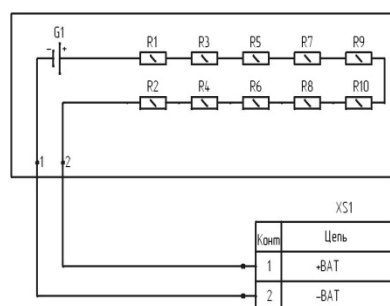 G1
- +
R1 R3 R5 R7 R9
R2 R4 R6 R8 R10
1 2
XS1
Конт Цепь
1 +BAT
2 -BAT